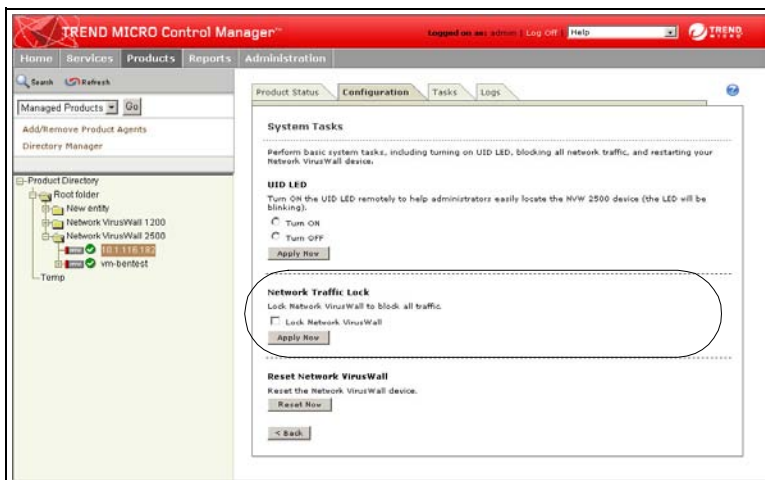 TREND MICRO Control Manager™
Logged on as: admin | Log Off | Help
TREND MICRO
Home Services Products Reports Administration
Search Refresh
Managed Products Go
Add/Remove Product Agents
Directory Manager
Product Directory
Root folder
New entity
Network VirusWall 1200
Network VirusWall 2500
10.1.116.192
vm-bentest
Temp
Product Status Configuration Tasks Logs
System Tasks
Perform basic system tasks, including turning on UID LED, blocking all network traffic, and restarting your
Network VirusWall device.
UID LED
Turn ON the UID LED remotely to help administrators easily locate the NVW 2500 device (the LED will be
blinking).
Turn ON
Turn OFF
Apply Now
Network Traffic Lock
Lock Network VirusWall to block all traffic.
Lock Network VirusWall
Apply Now
Reset Network VirusWall
Reset the Network VirusWall device.
Reset Now
< Back